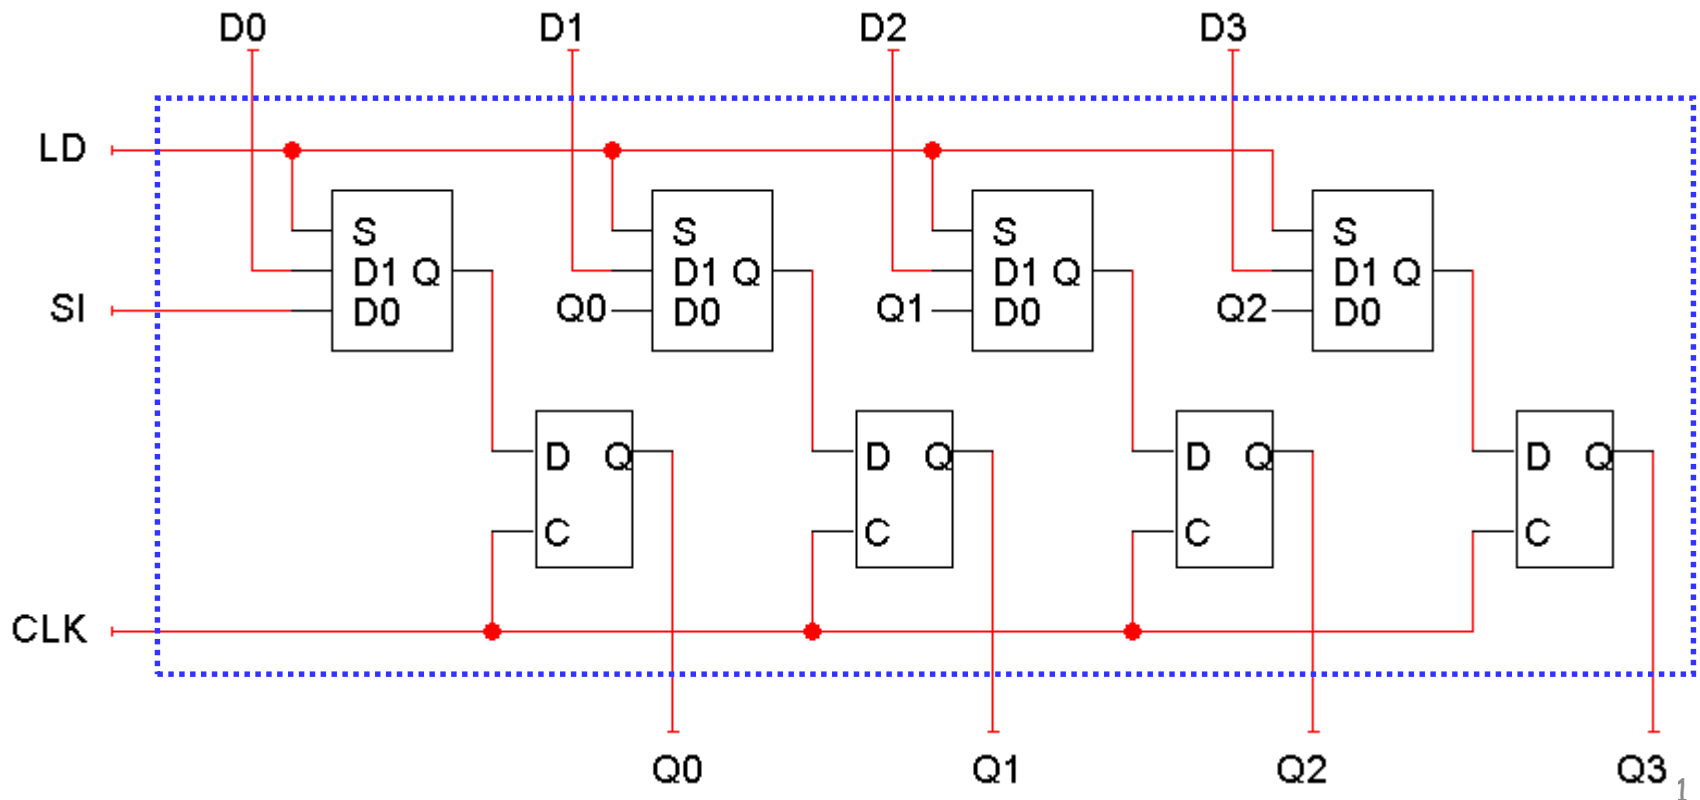 D0 D1 D2 D3
LD
S S S S
D1 Q D1 Q D1 Q D1 Q
SI D0 Q0 D0 Q1 D0 Q2 D0
D Q D Q D Q D Q
C C C C
CLK
Q0 Q1 Q2 Q3
1